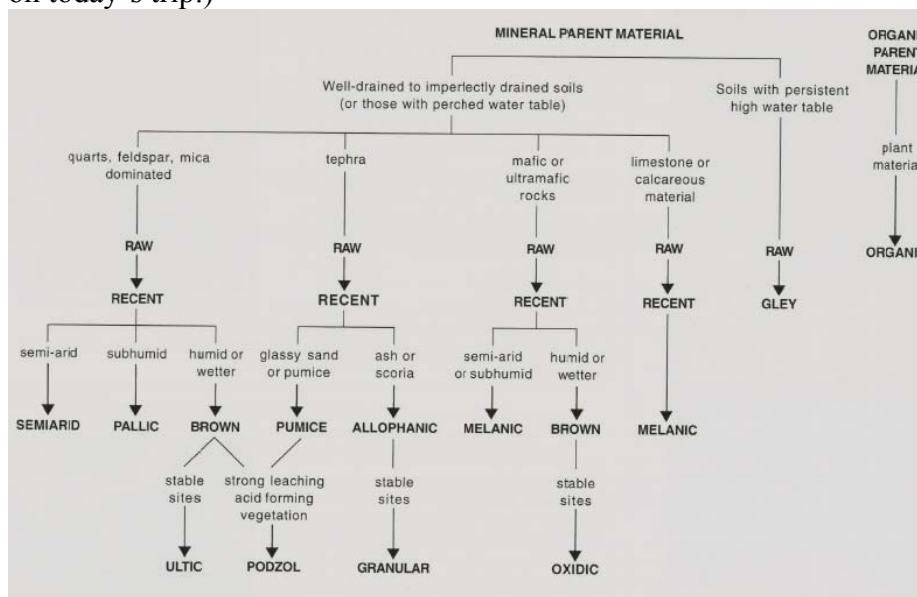 on today's trip.)
MINERAL PARENT MATERIAL
ORGANI
PARENT
MATERIA
Well-drained to imperfectly drained soils
(or those with perched water table)
Soils with persistent
high water table
quarts, feldspar, mica
dominated
tephra
mafic or
ultramafic
rocks
limestone or
calcareous
material
plant
materia
RAW
RAW
RAW
RAW
RAW
ORGANI
RECENT
RECENT
RECENT
RECENT
GLEY
semi-arid
subhumid
humid or
wetter
glassy sand
or pumice
ash or
scoria
semi-arid
or subhumid
humid or
wetter
SEMIARID
PALLIC
BROWN
PUMICE
ALLOPHANIC
MELANIC
BROWN
MELANIC
stable
sites
strong leaching
acid forming
vegetation
stable
sites
stable
sites
ULTIC
PODZOL
GRANULAR
OXIDIC